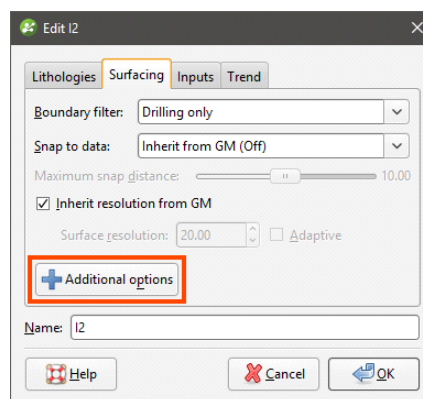 Edit I2
Lithologies Surfacing Inputs Trend
Boundary filter: Drilling only
Snap to data: Inherit from GM (Off)
Maximum snap distance: 10.00
Inherit resolution from GM
Surface resolution: 20.00 Adaptive
Additional options
Name: I2
Help Cancel OK